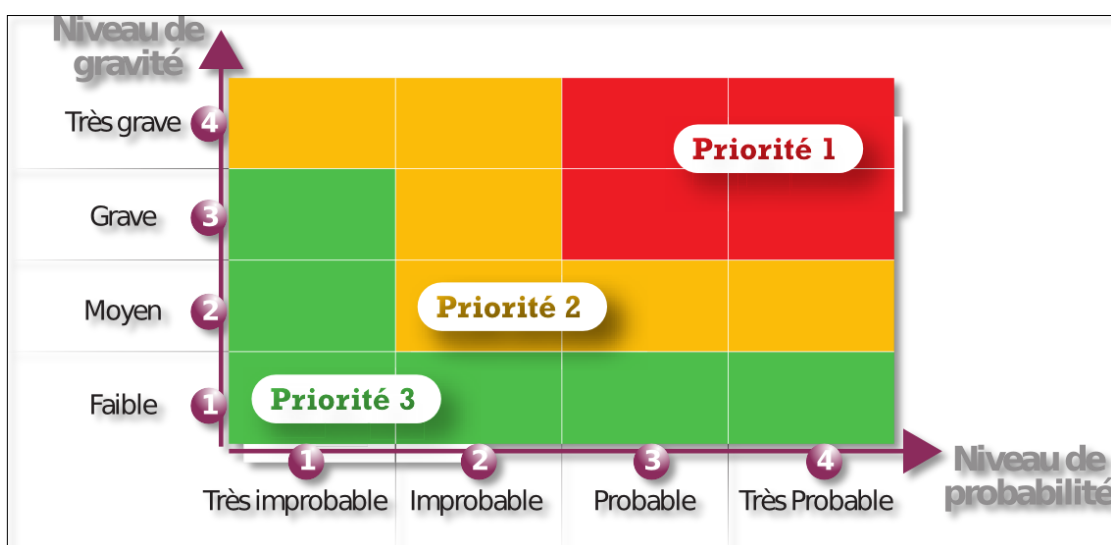 Niveau de
gravité
Très grave 4
Priorité 1
Grave 3
Moyen 2
Priorité 2
Faible 1
Priorité 3
1 2 3 4
Très improbable Improbable Probable Très Probable
Niveau de
probabilité